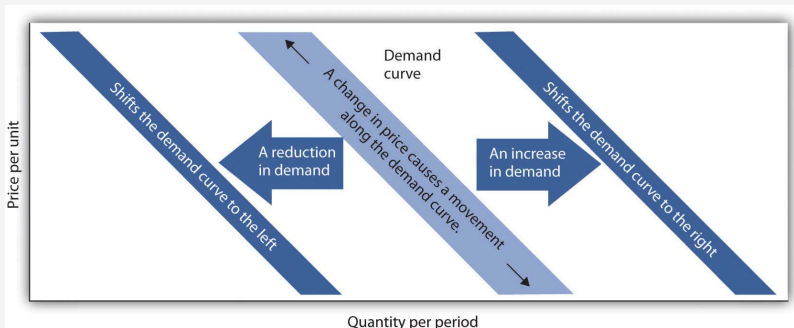 Price per unit
Shifts the demand curve to the left
A reduction
in demand
A change in price causes a movement
along the demand curve.
Demand
curve
An increase
in demand
Shifts the demand curve to the right
Quantity per period